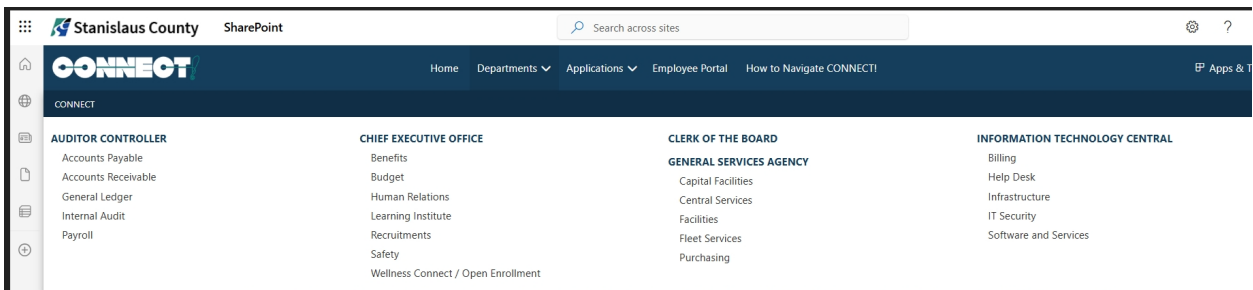 Stanislaus County SharePoint Search across sites ?
CONNECT! Home Departments Applications Employee Portal How to Navigate CONNECT! Apps & T
CONNECT
AUDITOR CONTROLLER
Accounts Payable
Accounts Receivable
General Ledger
Internal Audit
Payroll
CHIEF EXECUTIVE OFFICE
Benefits
Budget
Human Relations
Learning Institute
Recruitments
Safety
Wellness Connect / Open Enrollment
CLERK OF THE BOARD
GENERAL SERVICES AGENCY
Capital Facilities
Central Services
Facilities
Fleet Services
Purchasing
INFORMATION TECHNOLOGY CENTRAL
Billing
Help Desk
Infrastructure
IT Security
Software and Services